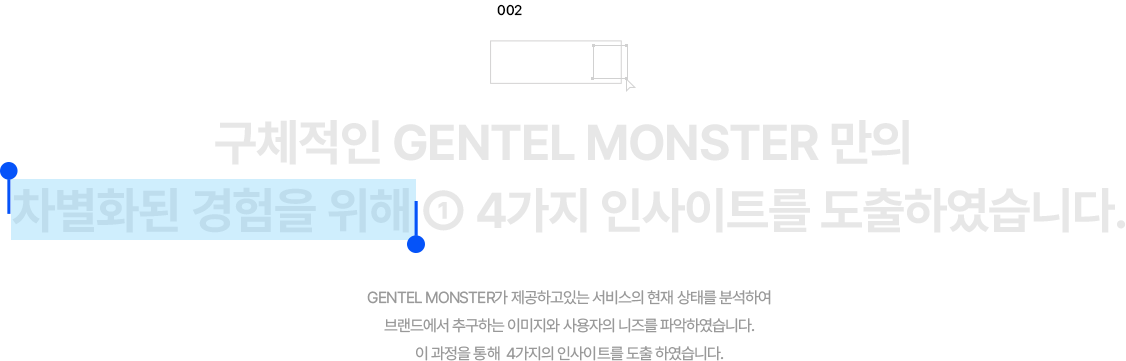 002
구체적인 GENTEL MONSTER 만의
차별화된 경험을 위해 ① 4가지 인사이트를 도출하였습니다.
GENTEL MONSTER가 제공하고있는 서비스의 현재 상태를 분석하여
브랜드에서 추구하는 이미지와 사용자의 니즈를 파악하였습니다.
이 과정을 통해 4가지의 인사이트를 도출 하였습니다.